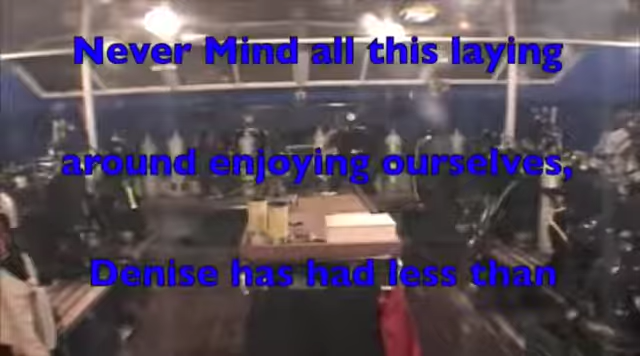 Never Mind all this laying
around enjoying ourselves,
Denise has had less than